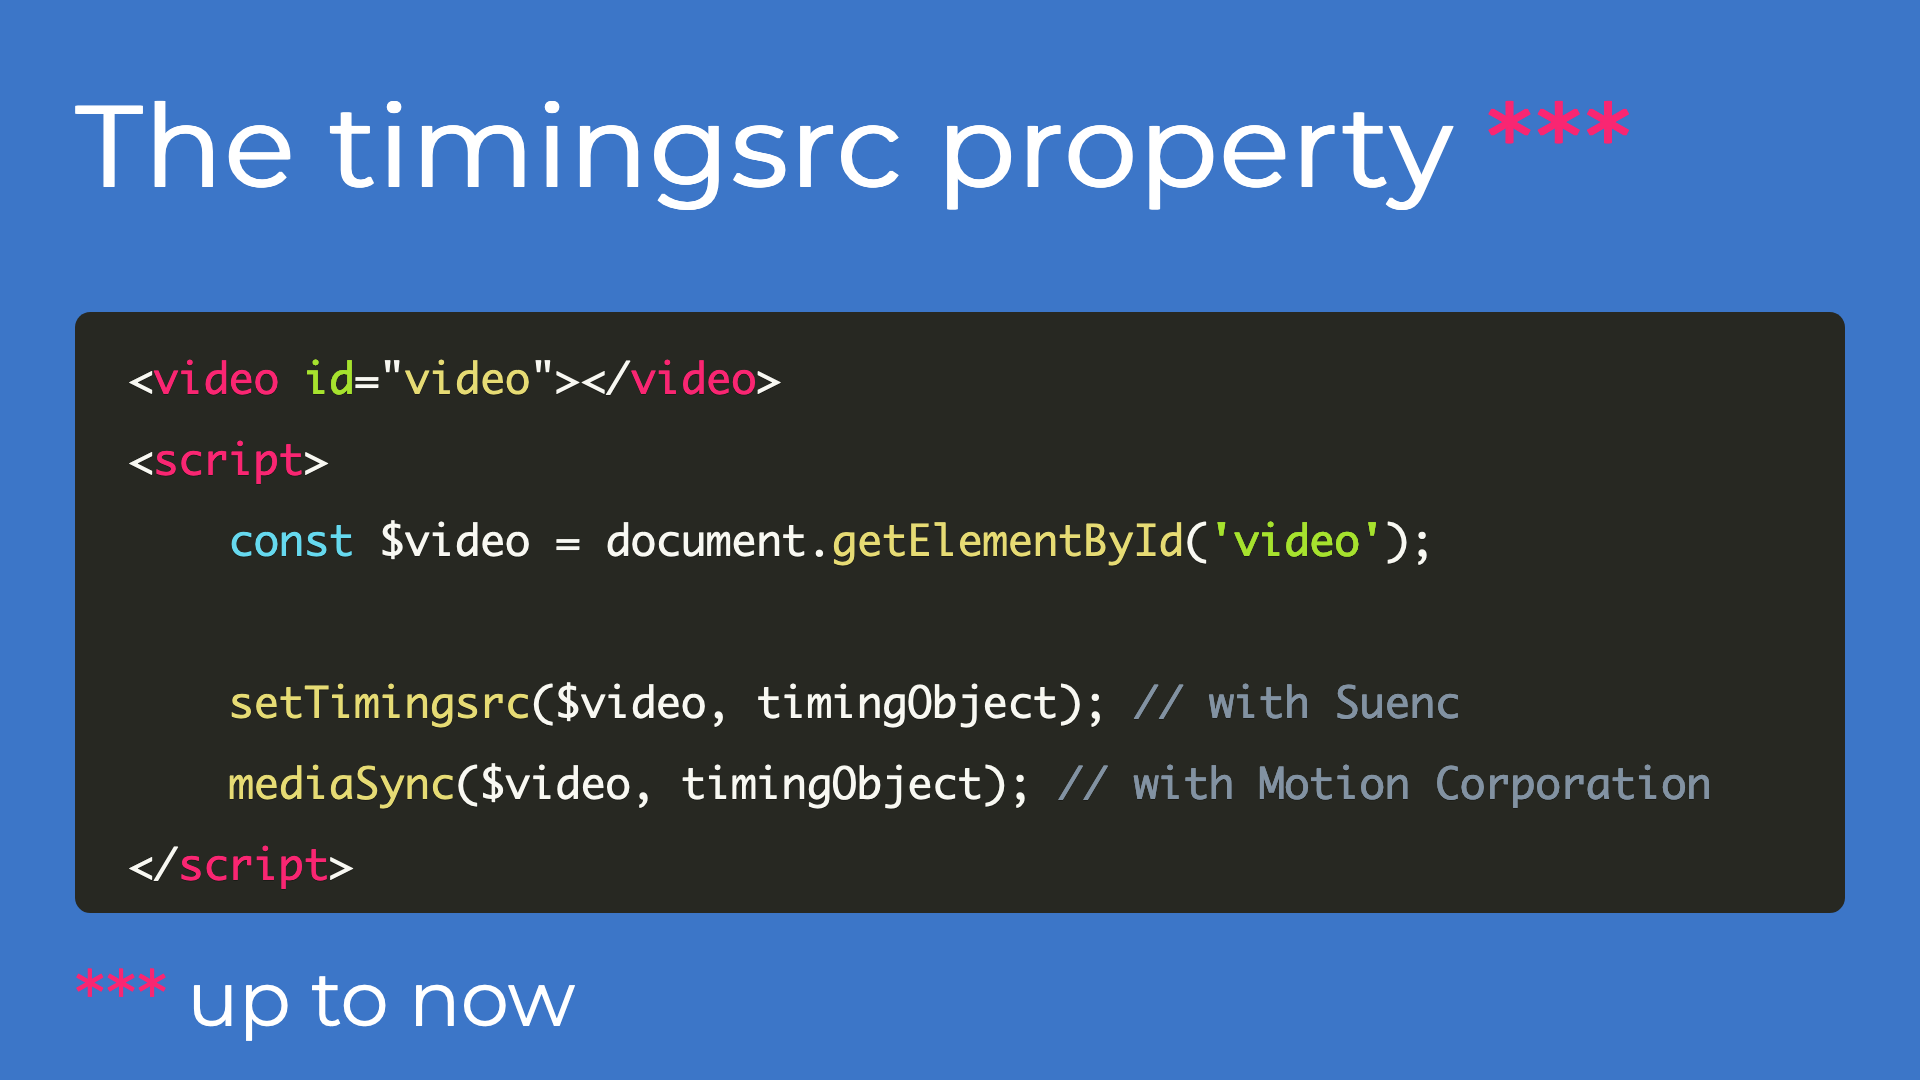 The timingsrc property ***
<video id="video"></video>
<script>
const $video = document.getElementById('video');
setTimingsrc($video, timingObject); // with Suenc
mediaSync($video, timingObject); // with Motion Corporation
</script>
*** up to now